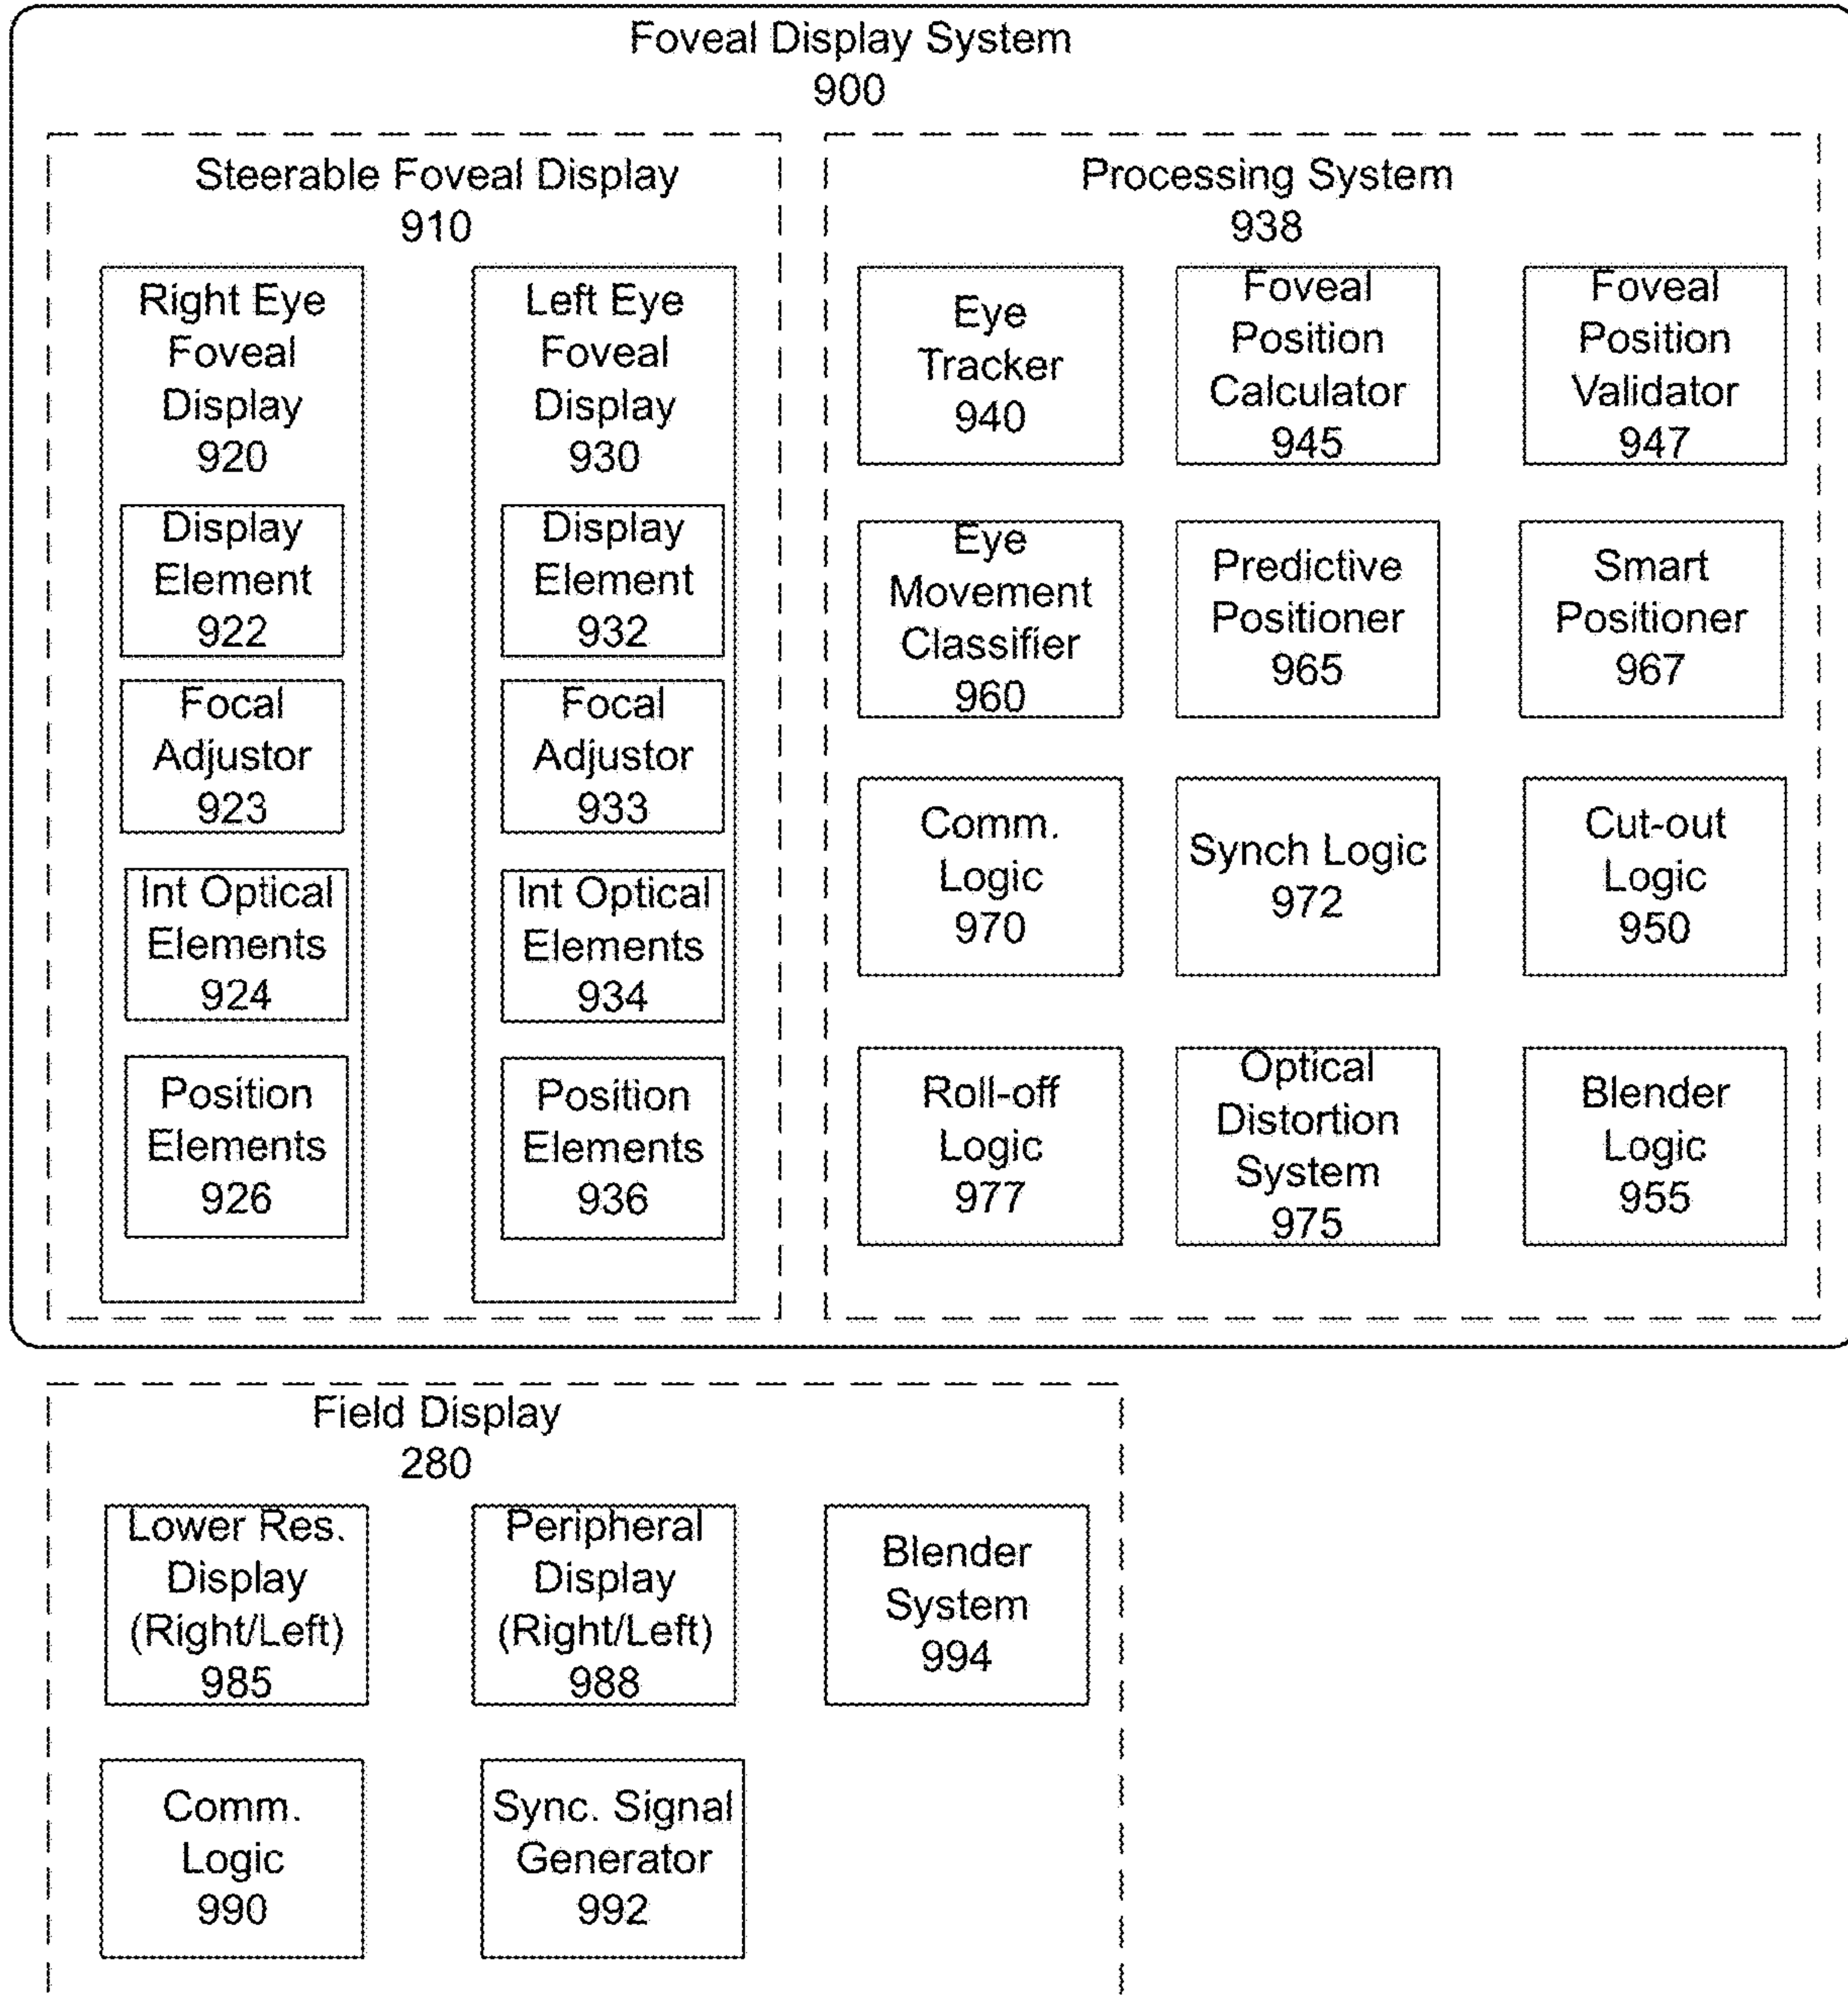 Foveal Display System
900
Steerable Foveal Display
910
Right Eye
Foveal
Display
920
Display
Element
922
Focal
Adjustor
923
Int Optical
Elements
924
Position
Elements
926
Left Eye
Foveal
Display
930
Display
Element
932
Focal
Adjustor
933
Int Optical
Elements
934
Position
Elements
936
Processing System
938
Eye
Tracker
940
Foveal
Position
Calculator
945
Foveal
Position
Validator
947
Eye
Movement
Classifier
960
Predictive
Positioner
965
Smart
Positioner
967
Comm.
Logic
970
Synch Logic
972
Cut-out
Logic
950
Roll-off
Logic
977
Optical
Distortion
System
975
Blender
Logic
955
Field Display
280
Lower Res.
Display
(Right/Left)
985
Peripheral
Display
(Right/Left)
988
Blender
System
994
Comm.
Logic
990
Sync. Signal
Generator
992